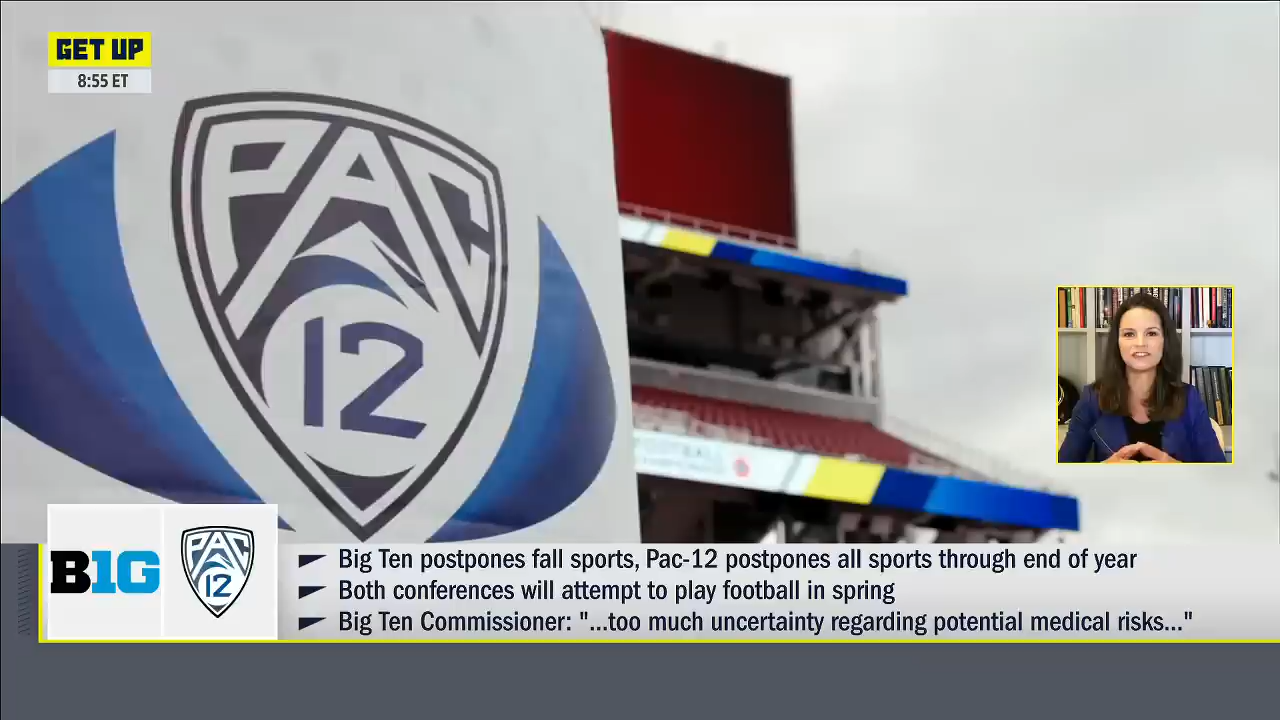 GET UP
8:55 ET
PAC
12
B1G
PAC
12
Big Ten postpones fall sports, Pac-12 postpones all sports through end of year
Both conferences will attempt to play football in spring
Big Ten Commissioner: "...too much uncertainty regarding potential medical risks..."